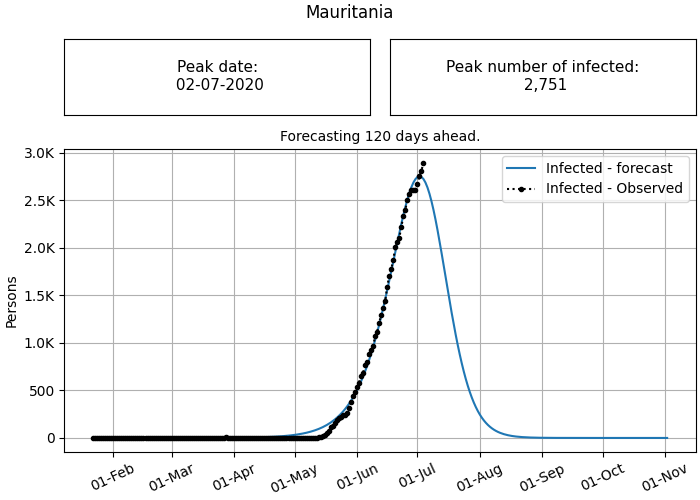 Mauritania
Peak date:
02-07-2020
Peak number of infected:
2,751
Forecasting 120 days ahead.
3.0K
2.5K
2.0K
1.5K
1.0K
500
0
Persons
Infected - forecast
Infected - Observed
01-Feb
01-Mar
01-Apr
01-May
01-Jun
01-Jul
01-Aug
01-Sep
01-Oct
01-Nov